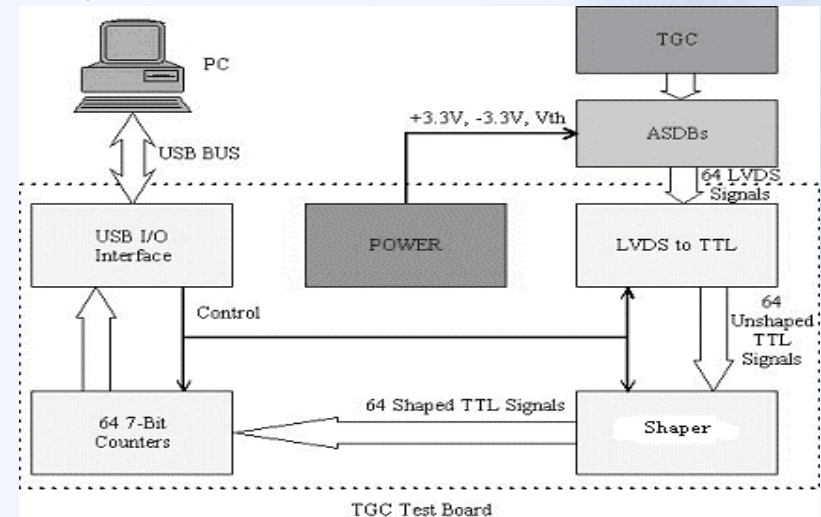 TGC
PC
+3.3V, -3.3V, Vth
ASDBs
USB BUS
64 LVDS
Signals
USB I/O
Interface
POWER
LVDS to TTL
Control
64
Unshaped
TTL
Signals
64 7-Bit
Counters
64 Shaped TTL Signals
Shaper
TGC Test Board